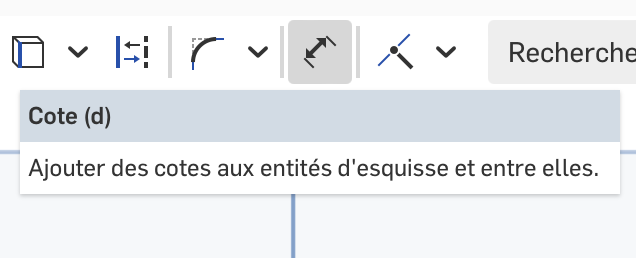 Recherche
Cote (d)
Ajouter des cotes aux entités d'esquisse et entre elles.